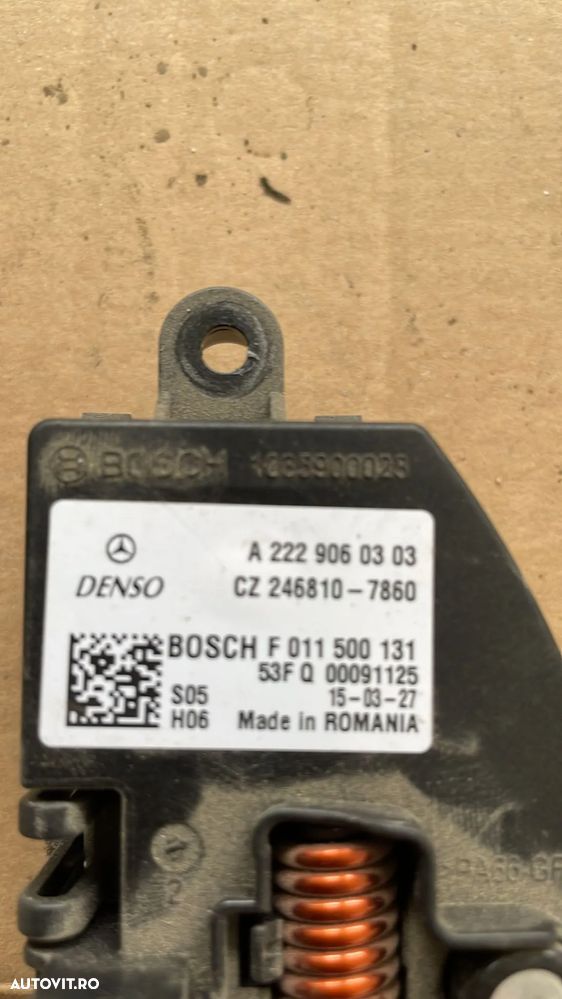 BOSCH
A 222 906 03 03
DENSO CZ 246810-7860
BOSCH F 011 500 131
53F Q 00091125
S05 15-03-27
H06 Made in ROMANIA
AUTOVIT.RO